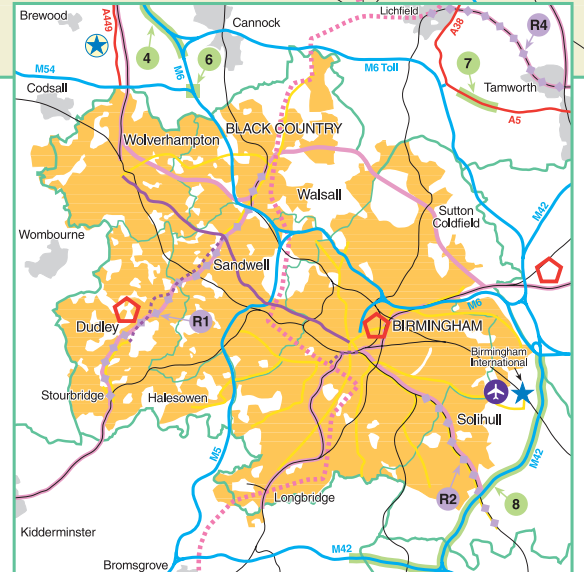 Brewood
A449
Cannock
Lichfield
A38
R4
4
6
M6
M54
M6 Toll
7
Tamworth
Codsall
A5
BLACK COUNTRY
Wolverhampton
Walsall
M42
Sutton
Coldfield
Wombourne
Sandwell
M6
R1
Dudley
BIRMINGHAM
Birmingham
International
Stourbridge
Halesowen
Solihull
M5
M42
Longbridge
R2
8
Kidderminster
M42
Bromsgrove